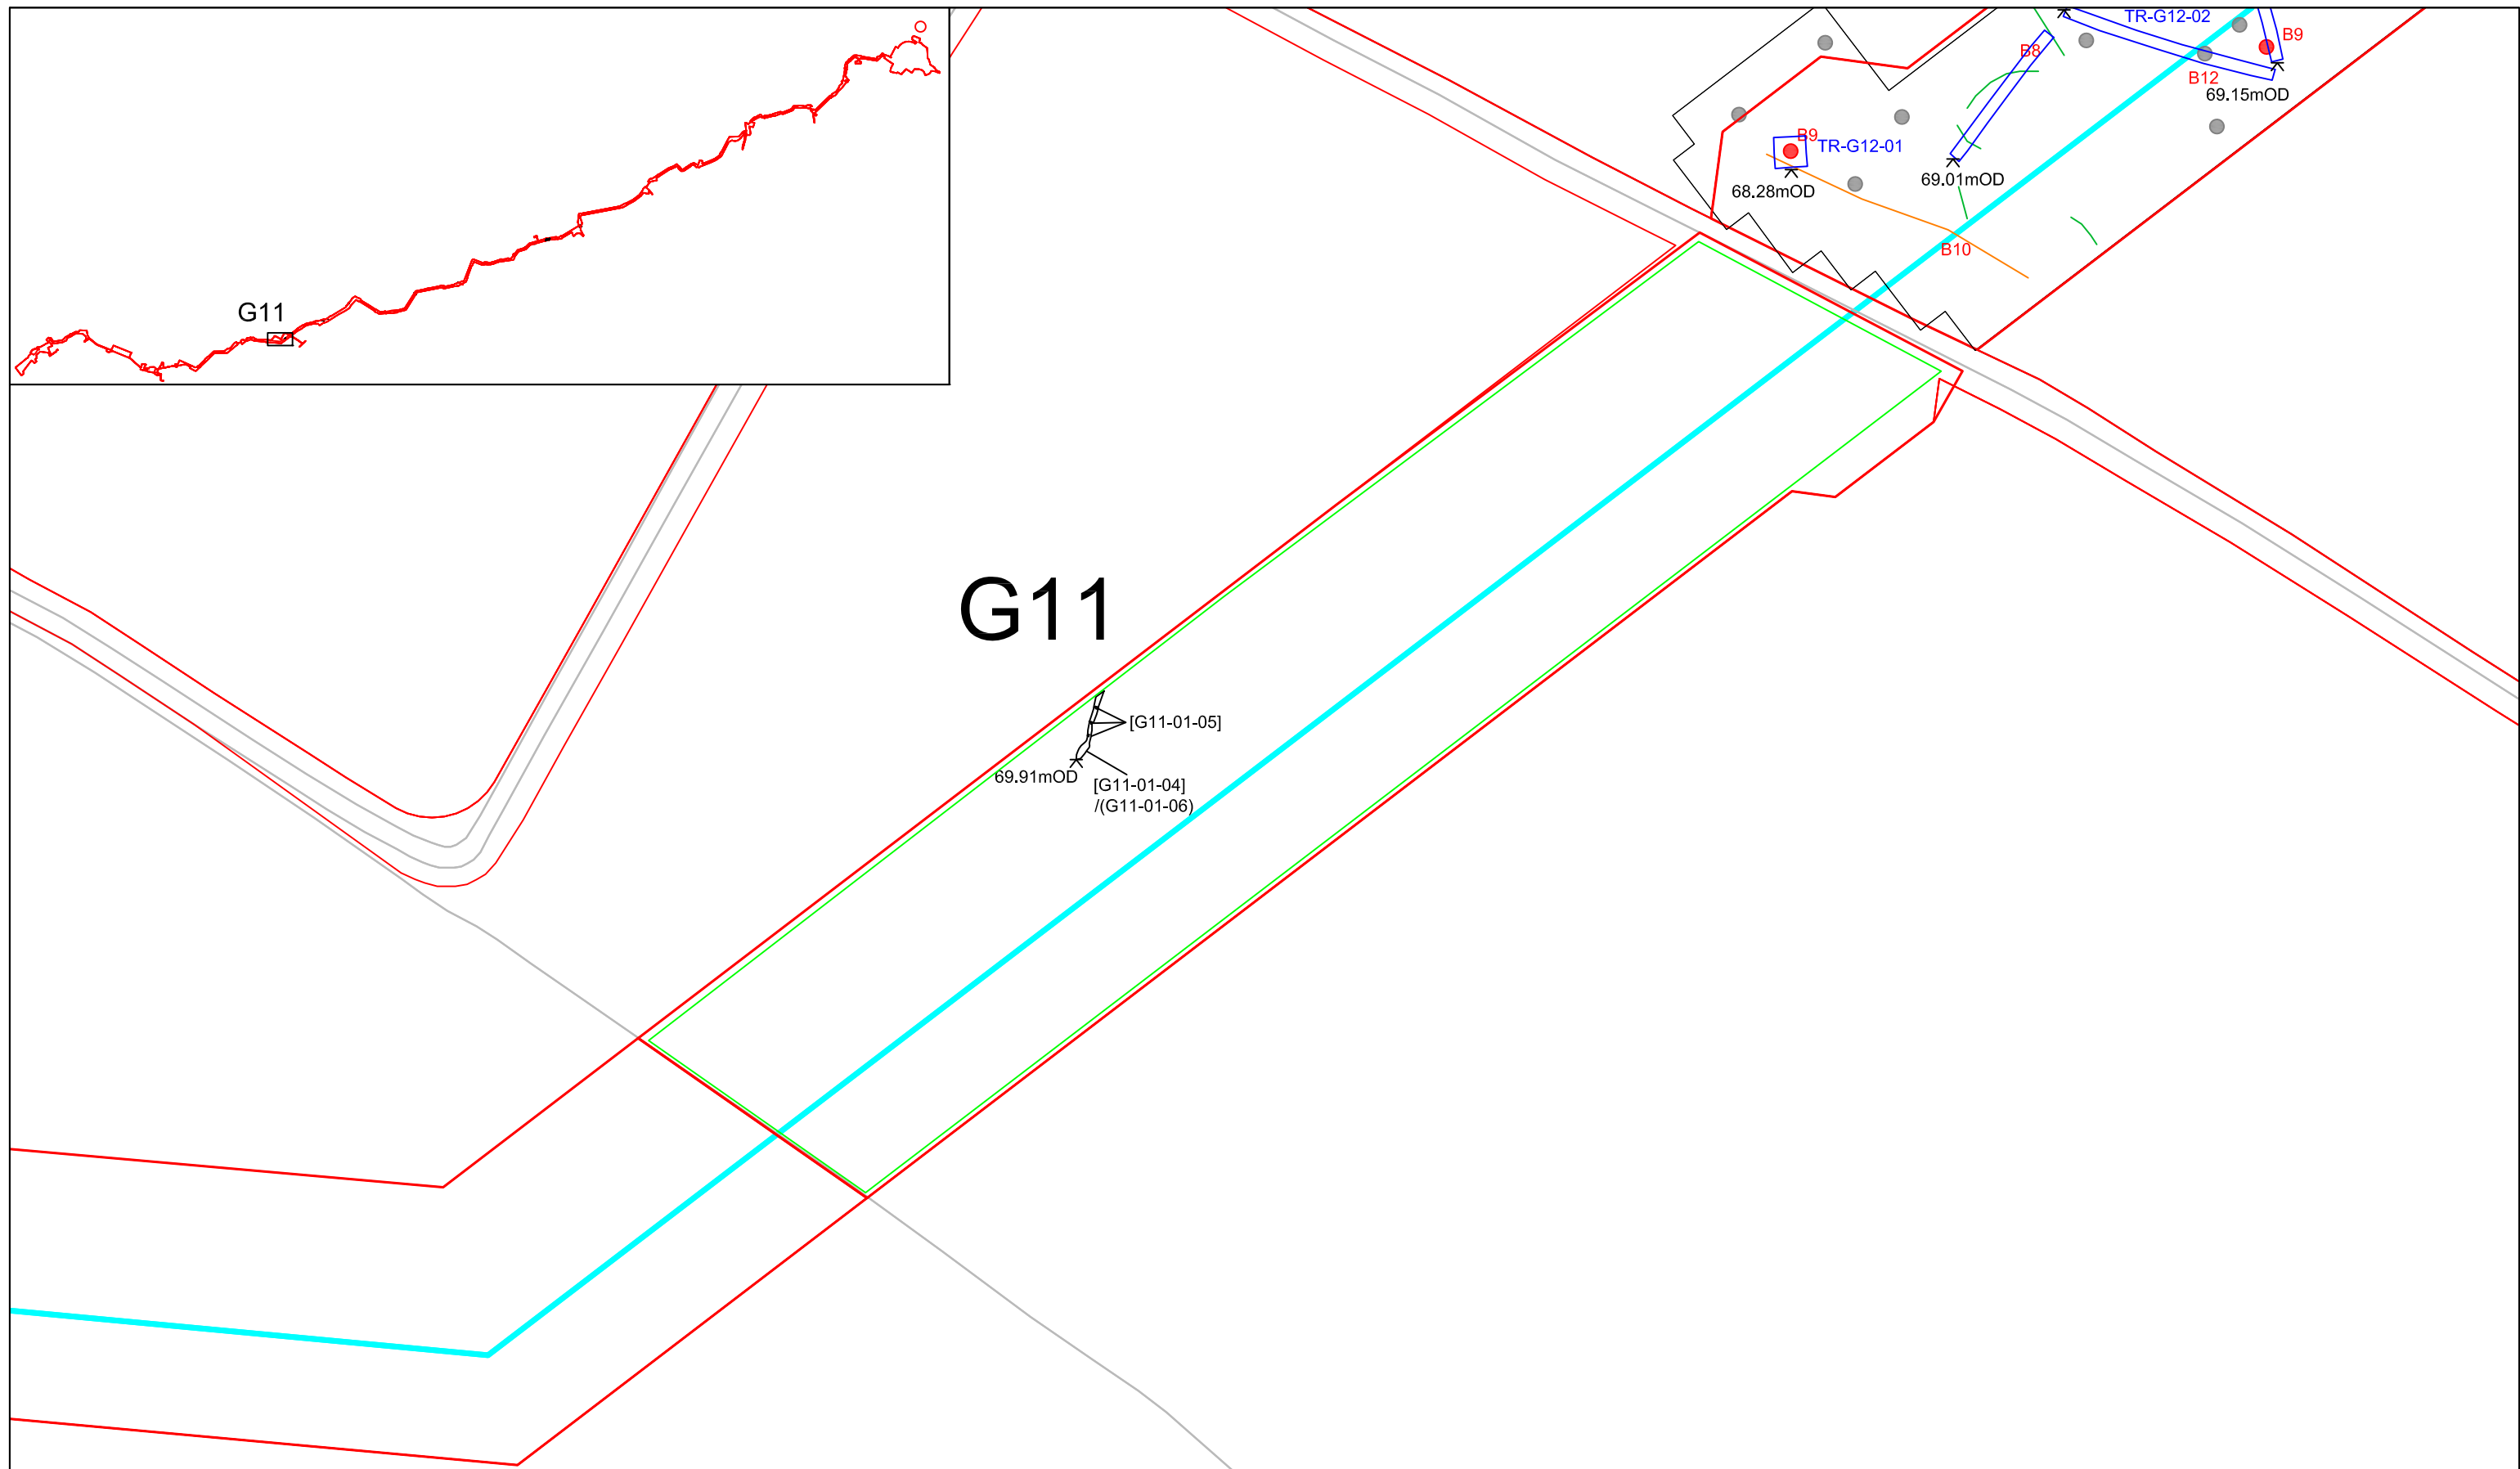 G11
TR-G12-02
B9
B8
B12
69.15mOD
B9
TR-G12-01
68.28mOD
69.01mOD
B10
G11
[G11-01-05]
69.91mOD
[G11-01-04]
/(G11-01-06)